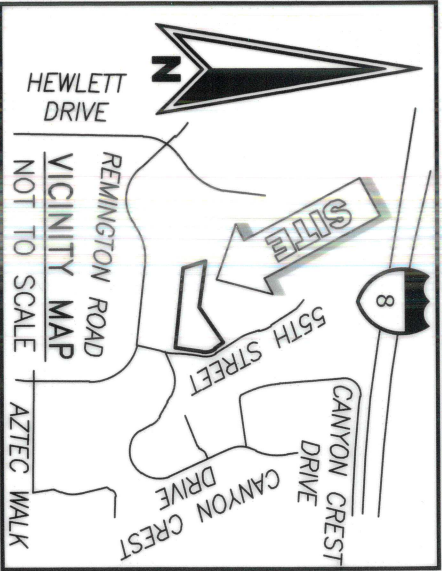 N
HEWLETT
DRIVE
8
SITE
55TH STREET
REMINGTON ROAD
CANYON CREST
DRIVE
CANYON CREST
DRIVE
AZTEC WALK
VICINITY MAP
NOT TO SCALE